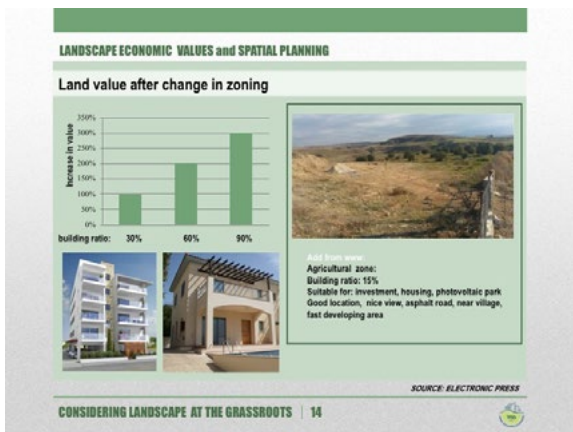 LANDSCAPE ECONOMIC VALUES and SPATIAL PLANNING
Land value after change in zoning
Increase in value
350%
300%
250%
200%
150%
100%
50%
0%
building ratio: 30% 60% 90%
Agricultural zone:
Building ratio: 15%
Suitable for: investment, housing, photovoltaic park
Good location, nice view, asphalt road, near village,
fast developing area
SOURCE: ELECTRONIC PRESS
CONSIDERING LANDSCAPE AT THE GRASSROOTS | 14